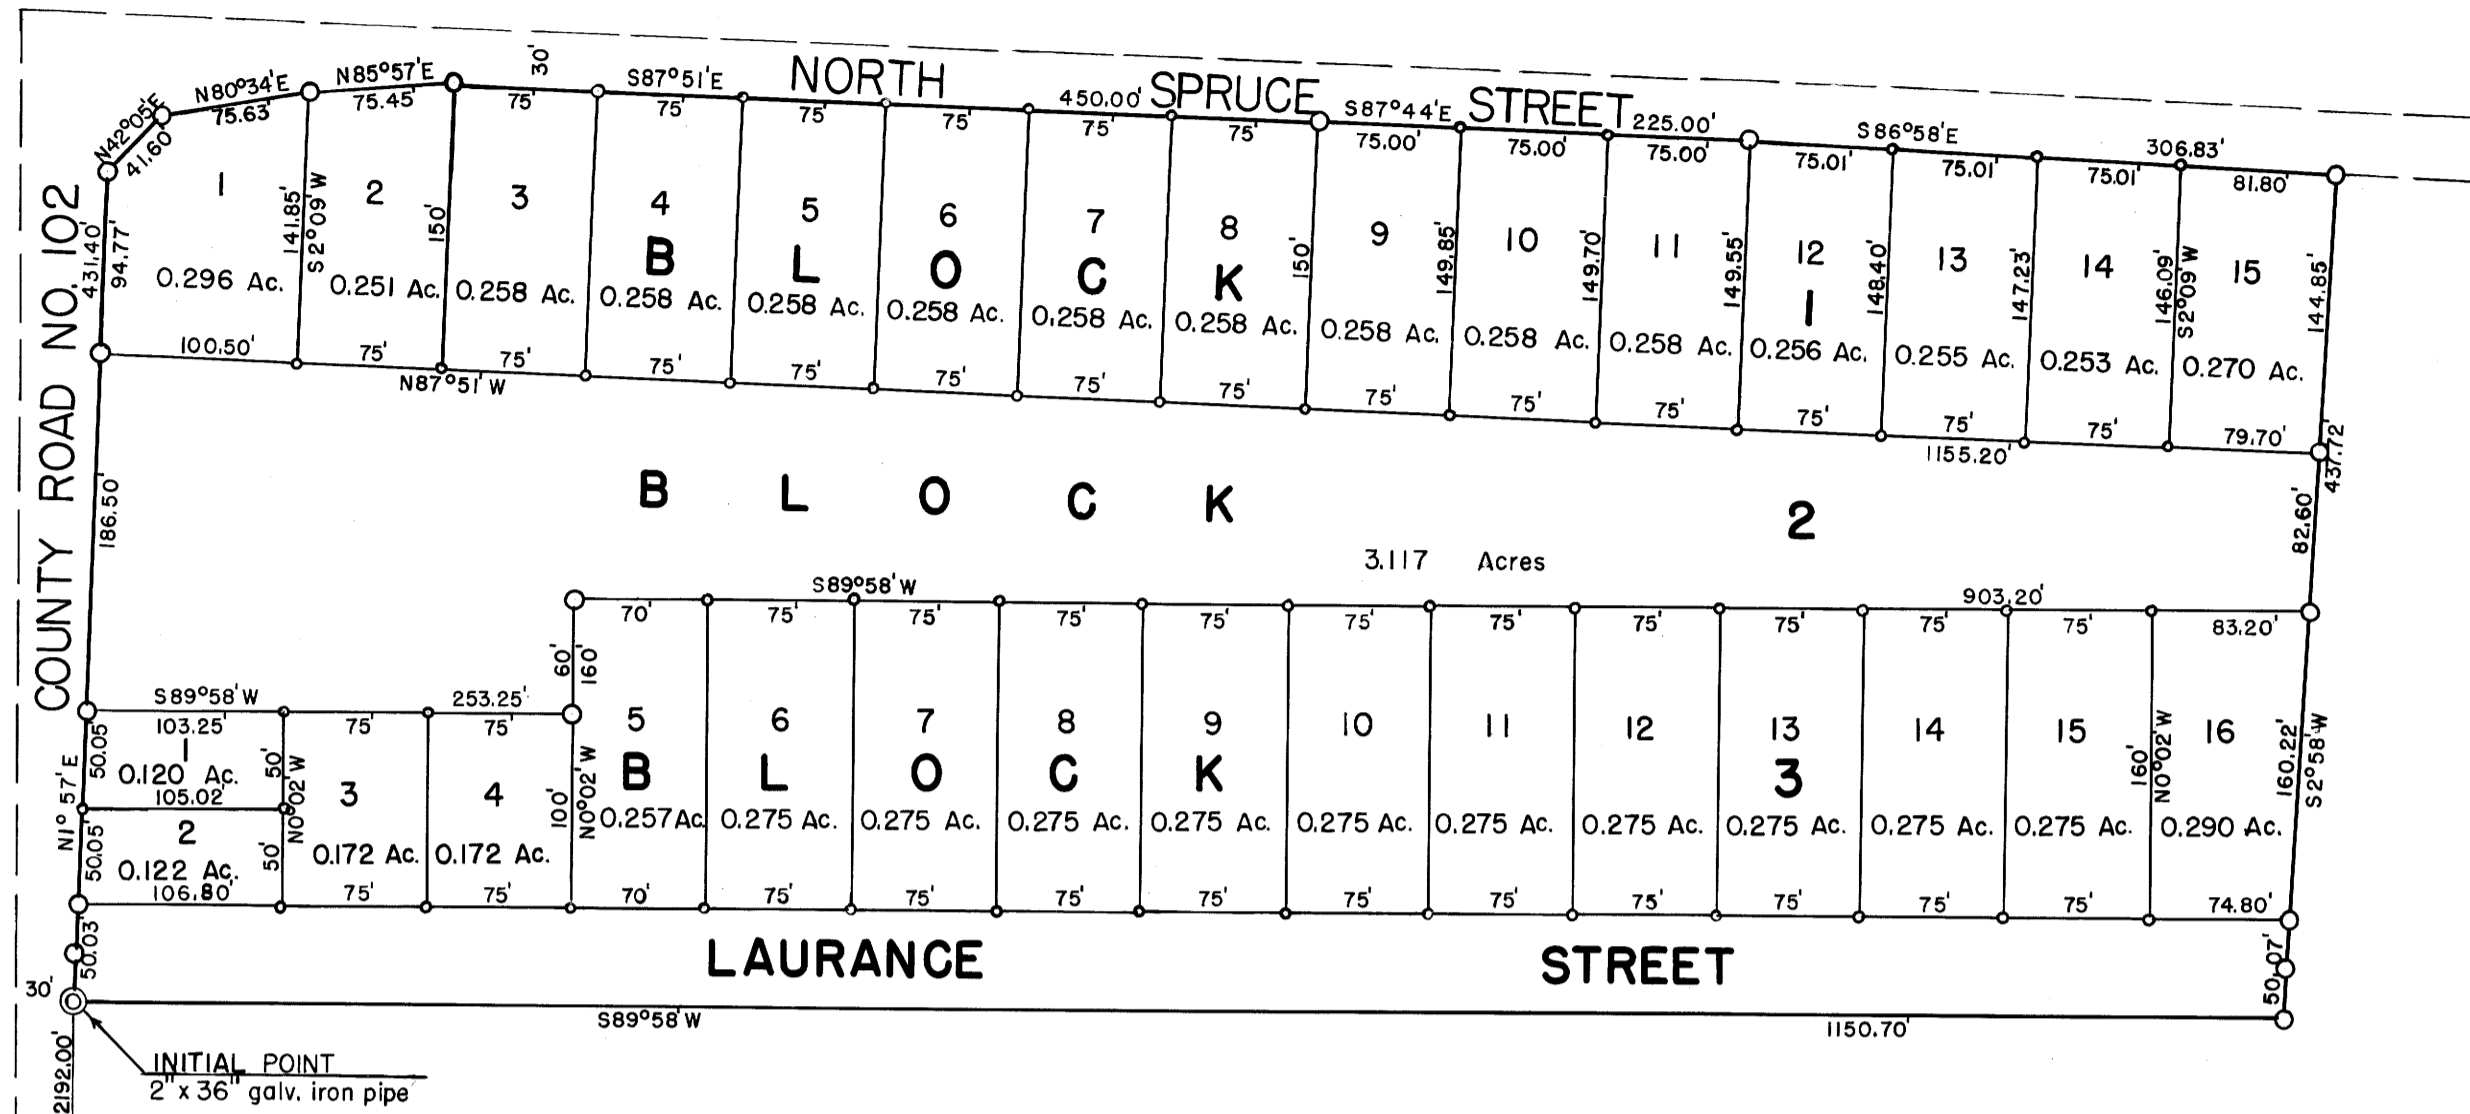 NORTH SPRUCE STREET
N42°05'E
41.60'
N80°34'E
75.63'
N85°57'E
75.45'
30'
S87°51'E
450.00'
75' 75' 75' 75' 75' 75'
S87°44'E
225.00'
75.00' 75.00' 75.00'
S86°58'E
306.83'
75.01' 75.01' 75.01' 81.80'
COUNTY ROAD NO. 102
431.40'
94.77'
1
0.296 Ac.
141.85'
S2°09'W
2
0.251 Ac.
150'
3
0.258 Ac.
4
0.258 Ac.
5
0.258 Ac.
6
0.258 Ac.
7
0.258 Ac.
8
0.258 Ac.
150'
9
0.258 Ac.
149.85'
10
0.258 Ac.
149.70'
11
0.258 Ac.
149.55'
12
0.256 Ac.
148.40'
13
0.255 Ac.
147.23'
14
0.253 Ac.
146.09'
S2°09'W
15
0.270 Ac.
144.85'
BLOCK 1
100.50' 75' 75' 75' 75' 75' 75' 75' 75' 75' 75' 75' 75' 75' 79.70'
N87°51'W
1155.20'
437.72'
186.50'
BLOCK 2
3.117 Acres
82.60'
S89°58'W
903.20'
70' 75' 75' 75' 75' 75' 75' 75' 75' 75' 75' 83.20'
60'
160'
S89°58'W
253.25'
103.25' 75' 75'
50.05'
1
0.120 Ac.
105.02'
50'
N0°02'W
N1°57'E
50.05'
2
0.122 Ac.
50'
3
0.172 Ac.
4
0.172 Ac.
100'
N0°02'W
5
0.257 Ac.
6
0.275 Ac.
7
0.275 Ac.
8
0.275 Ac.
9
0.275 Ac.
10
0.275 Ac.
11
0.275 Ac.
12
0.275 Ac.
13
0.275 Ac.
14
0.275 Ac.
15
0.275 Ac.
160'
N0°02'W
16
0.290 Ac.
160.22'
S2°58'W
BLOCK 3
106.80' 75' 75' 70' 75' 75' 75' 75' 75' 75' 75' 75' 75' 75' 74.80'
50.03'
LAURANCE STREET
50.07'
30'
S89°58'W
1150.70'
2192.00'
INITIAL POINT
2" x 36" galv. iron pipe